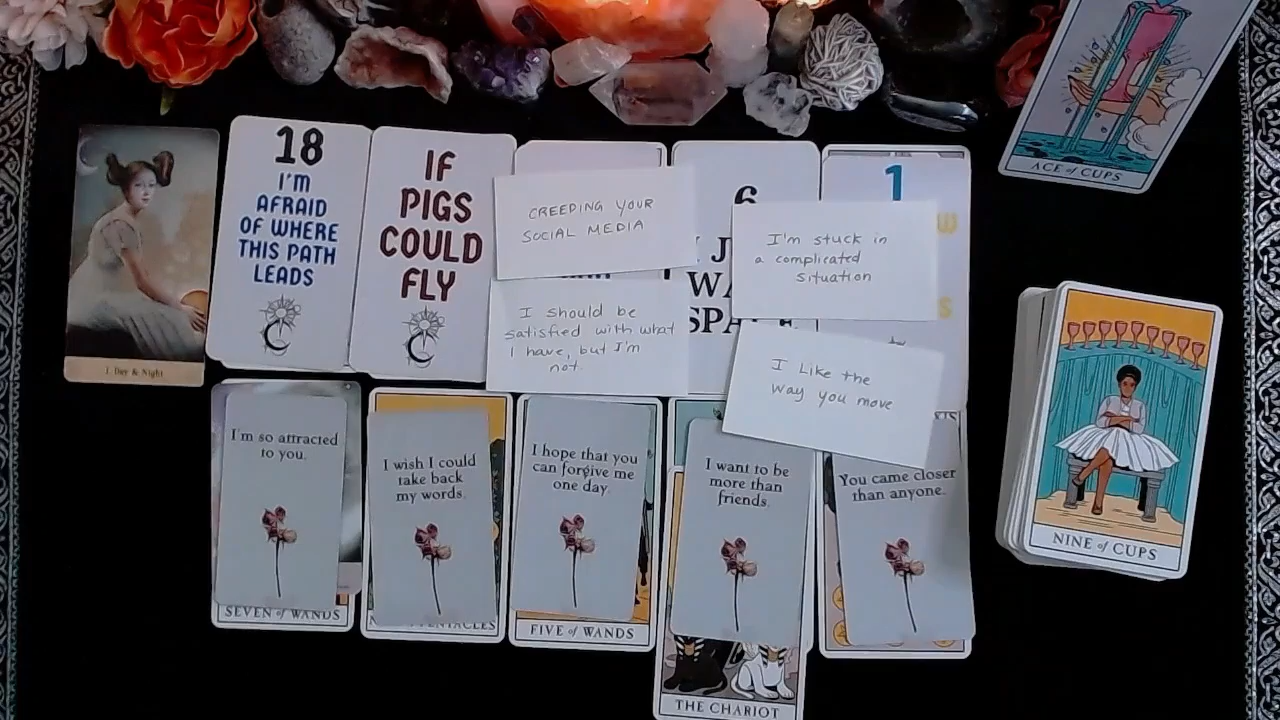 ACE of CUPS
1. Day & Night
18
I'M
AFRAID
OF WHERE
THIS PATH
LEADS
IF
PIGS
COULD
FLY
CREEPING YOUR
SOCIAL MEDIA
I should be
satisfied with what
I have, but I'm
not.
6
I'm stuck in
a complicated
situation
1
I Like the
way you move
I'm so attracted
to you.
SEVEN of WANDS
I wish I could
take back
my words.
I hope that you
can forgive me
one day.
FIVE of WANDS
I want to be
more than
friends.
THE CHARIOT
You came closer
than anyone.
NINE of CUPS